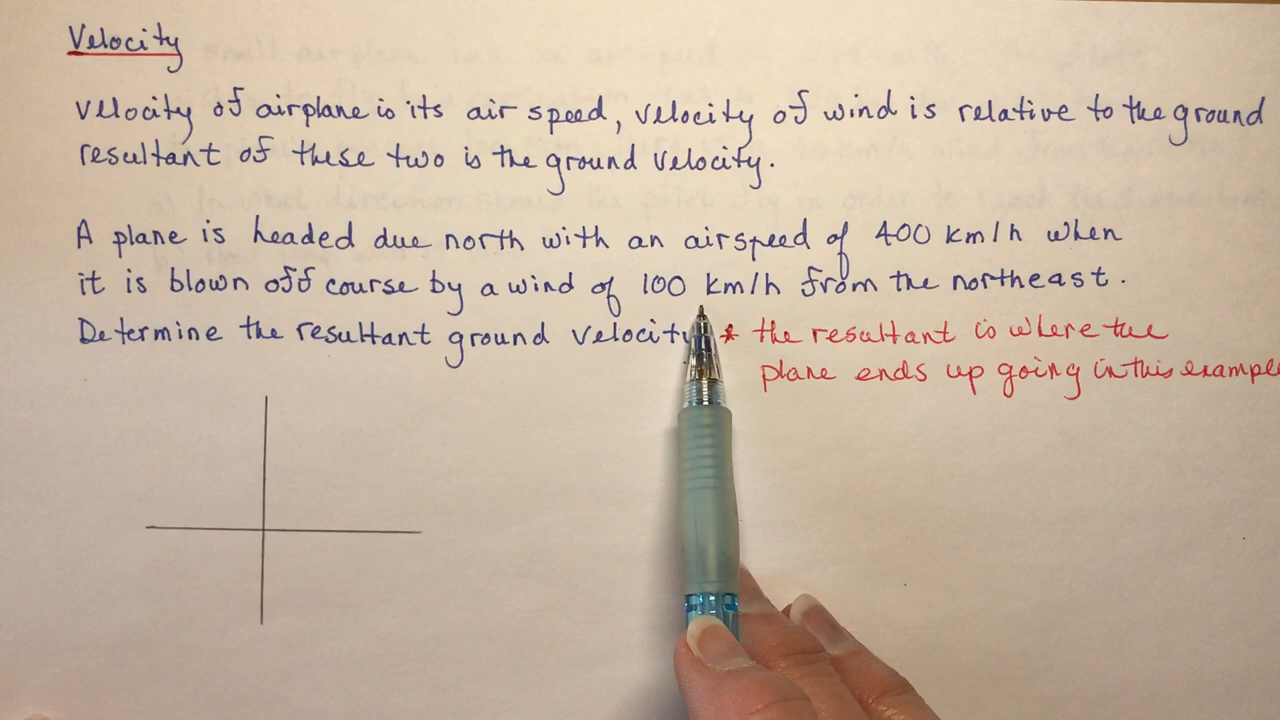 Velocity
velocity of airplane is its air speed, velocity of wind is relative to the ground
resultant of these two is the ground velocity.
A plane is headed due north with an airspeed of 400 km/h when
it is blown off course by a wind of 100 km/h from the northeast.
Determine the resultant ground velocity * the resultant is where the
plane ends up going in this example